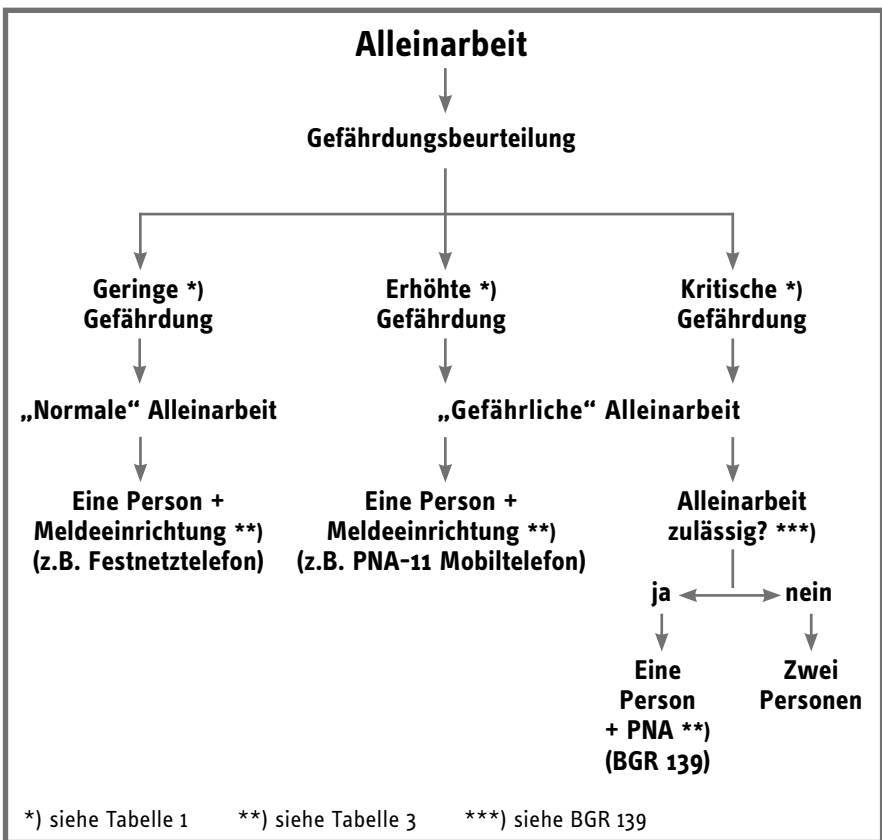 Alleinarbeit
Gefährdungsbeurteilung
Geringe *)
Gefährdung
Erhöhte *)
Gefährdung
Kritische *)
Gefährdung
„Normale“ Alleinarbeit
„Gefährliche“ Alleinarbeit
Eine Person +
Meldeeinrichtung **)
(z.B. Festnetztelefon)
Eine Person +
Meldeeinrichtung **)
(z.B. PNA-11 Mobiltelefon)
Alleinarbeit
zulässig? ***)
ja
nein
Eine
Person
+ PNA **)
(BGR 139)
Zwei
Personen
*) siehe Tabelle 1 **) siehe Tabelle 3 ***) siehe BGR 139